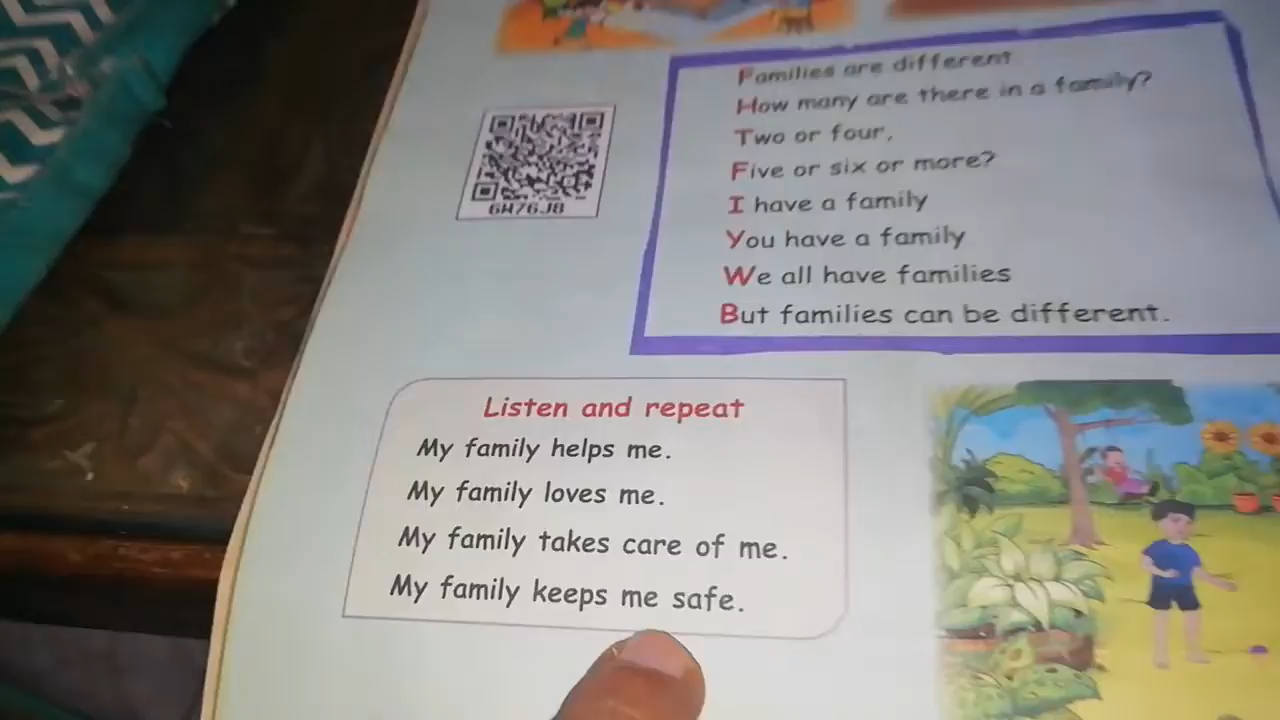 Families are different
How many are there in a family?
Two or four,
Five or six or more?
I have a family
You have a family
We all have families
But families can be different.
6W76J8
Listen and repeat
My family helps me.
My family loves me.
My family takes care of me.
My family keeps me safe.